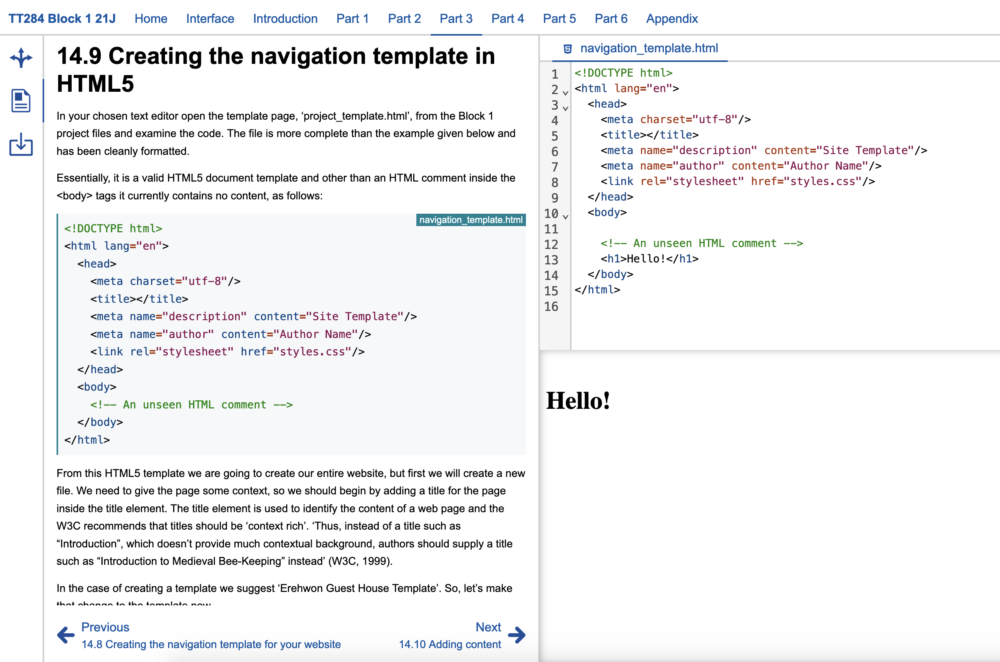 TT284 Block 1 21J Home Interface Introduction Part 1 Part 2 Part 3 Part 4 Part 5 Part 6 Appendix
14.9 Creating the navigation template in
HTML5
In your chosen text editor open the template page, ‘project_template.html’, from the Block 1
project files and examine the code. The file is more complete than the example given below and
has been cleanly formatted.
Essentially, it is a valid HTML5 document template and other than an HTML comment inside the
<body> tags it currently contains no content, as follows:
navigation_template.html
<!DOCTYPE html>
<html lang="en">
  <head>
    <meta charset="utf-8"/>
    <title></title>
    <meta name="description" content="Site Template"/>
    <meta name="author" content="Author Name"/>
    <link rel="stylesheet" href="styles.css"/>
  </head>
  <body>
    <!-- An unseen HTML comment -->
  </body>
</html>
From this HTML5 template we are going to create our entire website, but first we will create a new
file. We need to give the page some context, so we should begin by adding a title for the page
inside the title element. The title element is used to identify the content of a web page and the
W3C recommends that titles should be ‘context rich’. ‘Thus, instead of a title such as
“Introduction”, which doesn’t provide much contextual background, authors should supply a title
such as “Introduction to Medieval Bee-Keeping” instead’ (W3C, 1999).
In the case of creating a template we suggest ‘Erehwon Guest House Template’. So, let’s make
that change to the template now
Previous
14.8 Creating the navigation template for your website
Next
14.10 Adding content
navigation_template.html
1 <!DOCTYPE html>
2 <html lang="en">
3   <head>
4     <meta charset="utf-8"/>
5     <title></title>
6     <meta name="description" content="Site Template"/>
7     <meta name="author" content="Author Name"/>
8     <link rel="stylesheet" href="styles.css"/>
9   </head>
10   <body>
11
12     <!-- An unseen HTML comment -->
13     <h1>Hello!</h1>
14   </body>
15 </html>
16
Hello!